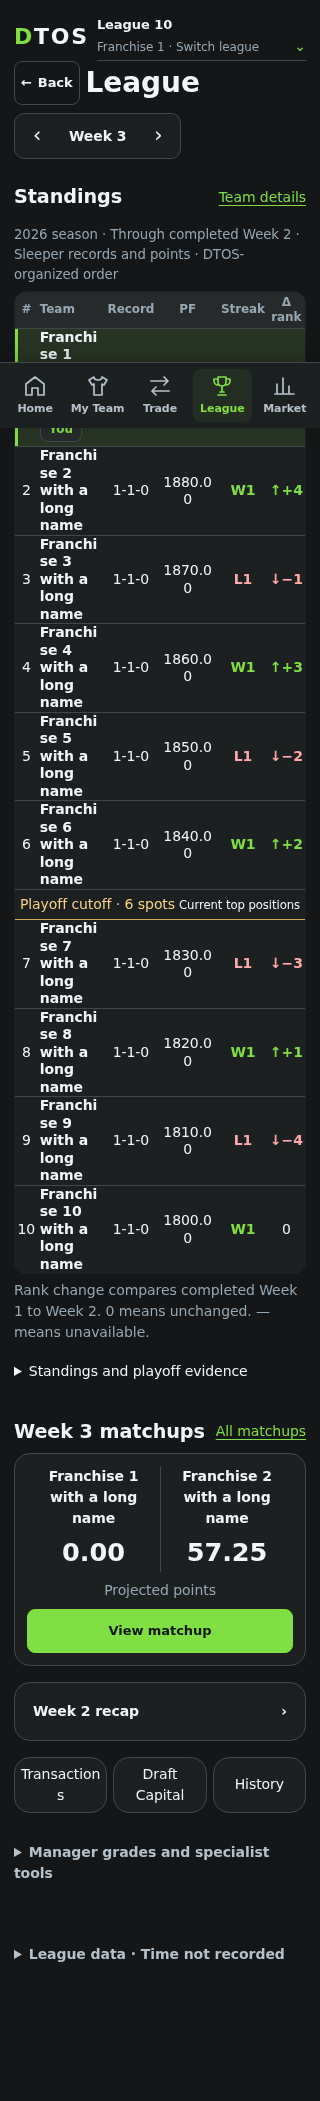 DTOS
League 10
Franchise 1 · Switch league ⌄
← Back
League
‹ Week 3 ›
Standings
Team details
2026 season · Through completed Week 2 ·
Sleeper records and points · DTOS-
organized order
# Team Record PF Streak Δ
rank
Franchi
se 1
Home My Team Trade League Market
You
Franchi
se 2
2 with a 1-1-0 1880.0
0 W1 ↑+4
long
name
Franchi
se 3
3 with a 1-1-0 1870.0
0 L1 ↓−1
long
name
Franchi
se 4
4 with a 1-1-0 1860.0
0 W1 ↑+3
long
name
Franchi
se 5
5 with a 1-1-0 1850.0
0 L1 ↓−2
long
name
Franchi
se 6
6 with a 1-1-0 1840.0
0 W1 ↑+2
long
name
Playoff cutoff · 6 spots Current top positions
Franchi
se 7
7 with a 1-1-0 1830.0
0 L1 ↓−3
long
name
Franchi
se 8
8 with a 1-1-0 1820.0
0 W1 ↑+1
long
name
Franchi
se 9
9 with a 1-1-0 1810.0
0 L1 ↓−4
long
name
Franchi
se 10
10 with a 1-1-0 1800.0
0 W1 0
long
name
Rank change compares completed Week
1 to Week 2. 0 means unchanged. —
means unavailable.
▶ Standings and playoff evidence
Week 3 matchups
All matchups
Franchise 1
with a long
name
0.00
Franchise 2
with a long
name
57.25
Projected points
View matchup
Week 2 recap ›
Transaction
s
Draft
Capital
History
▶ Manager grades and specialist
tools
▶ League data · Time not recorded